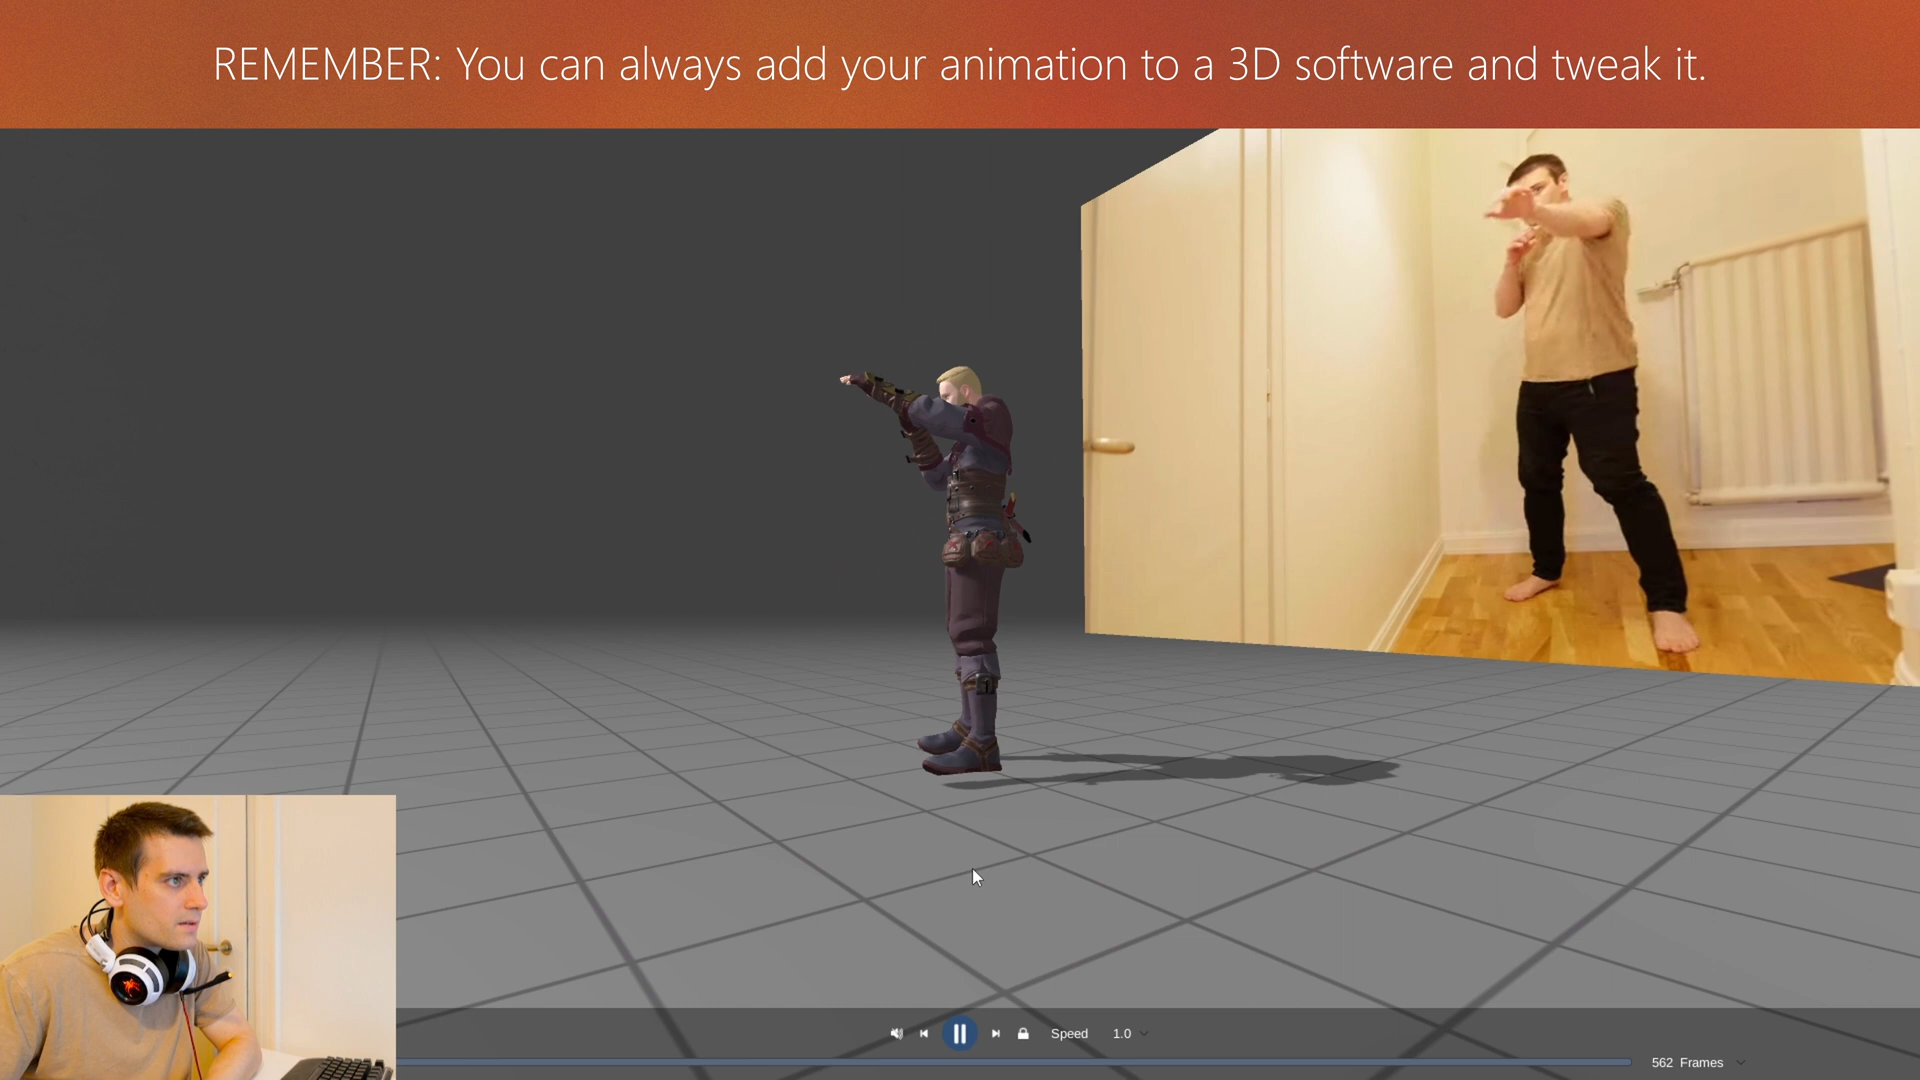 REMEMBER: You can always add your animation to a 3D software and tweak it.
Speed 1.0
562 Frames